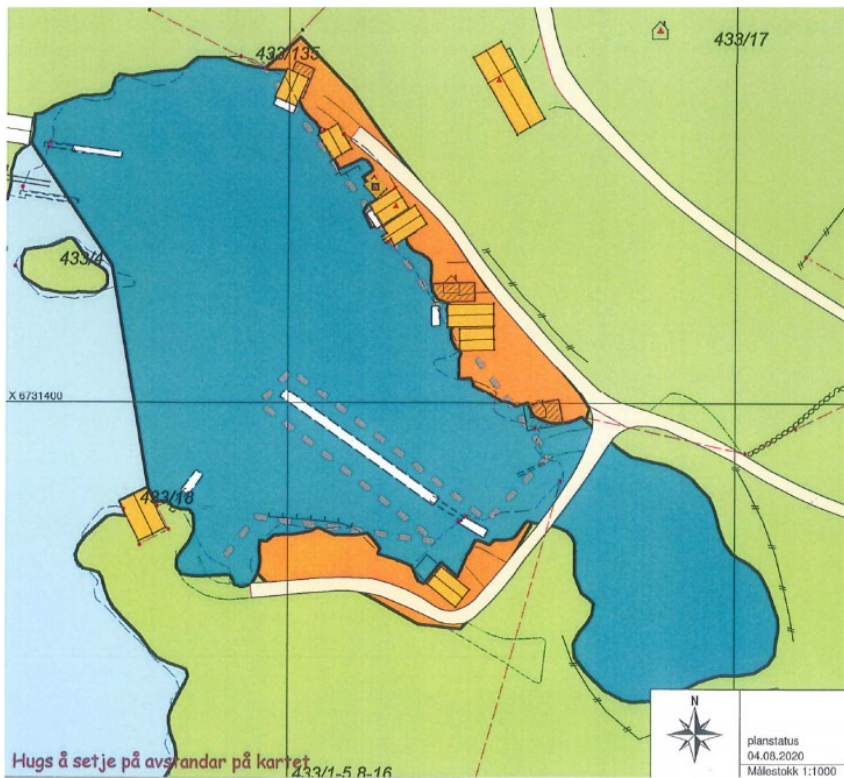 433/135
433/17
433/4
X 6731400
433/18
N
planstatus
04.08.2020
Målestokk 1:1000
Hugs å setje på avstandar på kartet
433/1-5,8-16